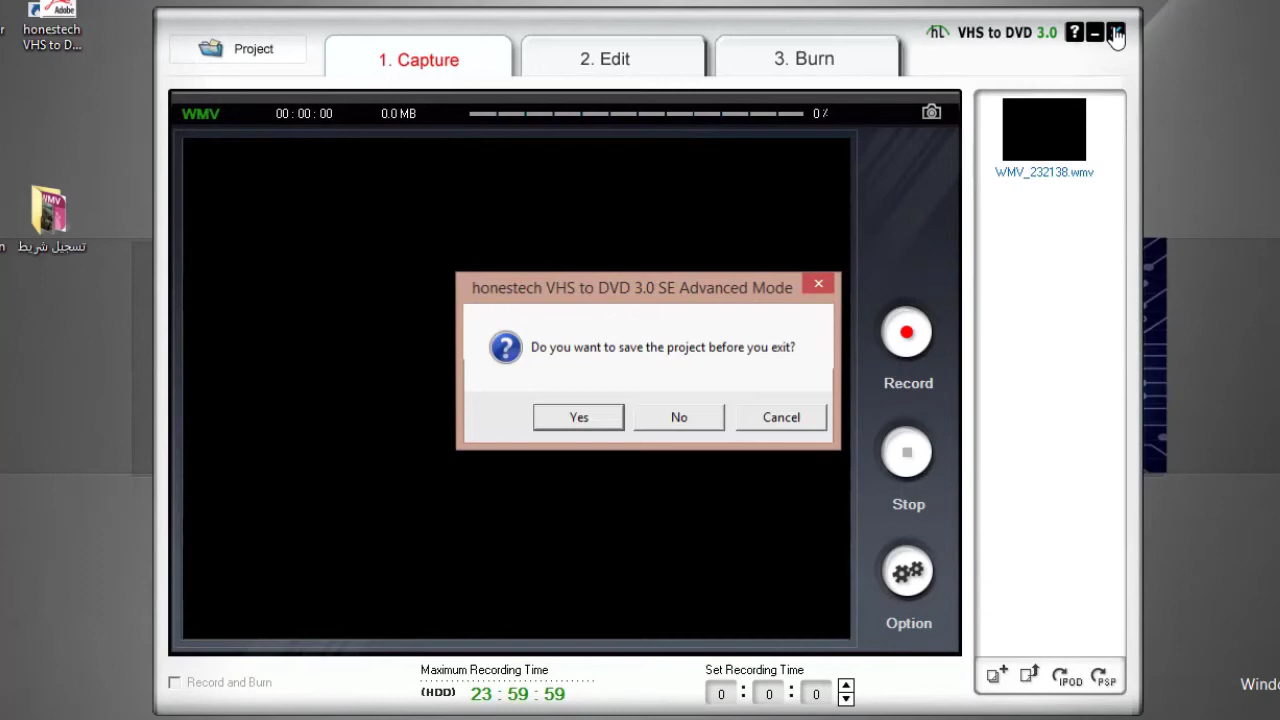 Adobe
honestech
VHS to D...
تسجيل شريط
WMV
Project
1. Capture
2. Edit
3. Burn
VHS to DVD 3.0
?
WMV
00 : 00 : 00
0.0 MB
0 %
WMV_232138.wmv
honestech VHS to DVD 3.0 SE Advanced Mode
Do you want to save the project before you exit?
Yes
No
Cancel
Record
Stop
Option
Record and Burn
Maximum Recording Time
(HDD) 23 : 59 : 59
Set Recording Time
0 : 0 : 0
IPOD
PSP
Windo